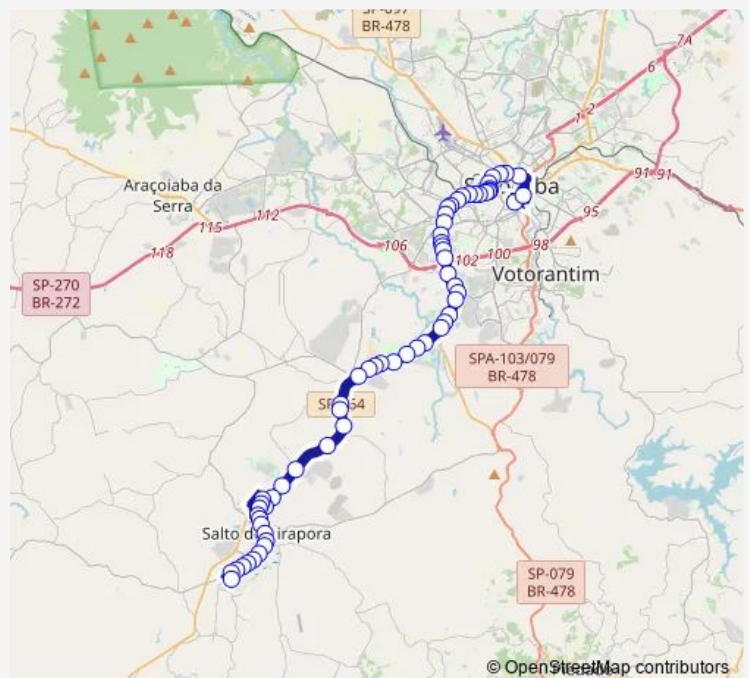 SP-097
BR-478
7A
6
2
1
Araçoiaba da
Serra
91
91
95
112
115
118
106
98
100
102
Votorantim
SP-270
BR-272
SPA-103/079
BR-478
Salto d
irapora
SP-079
BR-478
© OpenStreetMap contributors